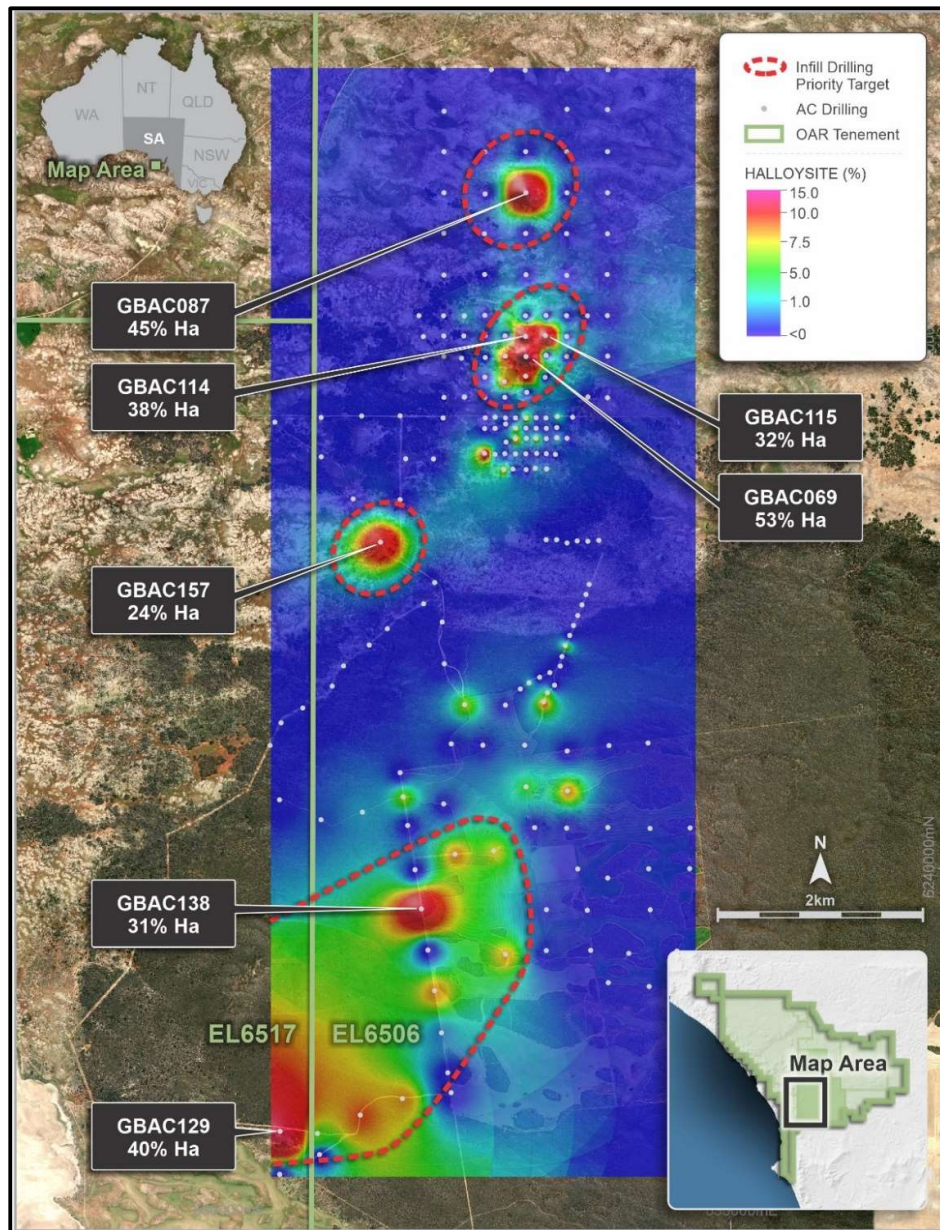 WA
NT
QLD
SA
NSW
VIC
Map Area
Infill Drilling
Priority Target
AC Drilling
OAR Tenement
HALLOYSITE (%)
15.0
10.0
7.5
5.0
1.0
<0
GBAC087
45% Ha
GBAC114
38% Ha
GBAC115
32% Ha
GBAC069
53% Ha
GBAC157
24% Ha
GBAC138
31% Ha
N
2km
6240000mN
EL6517
EL6506
GBAC129
40% Ha
Map Area